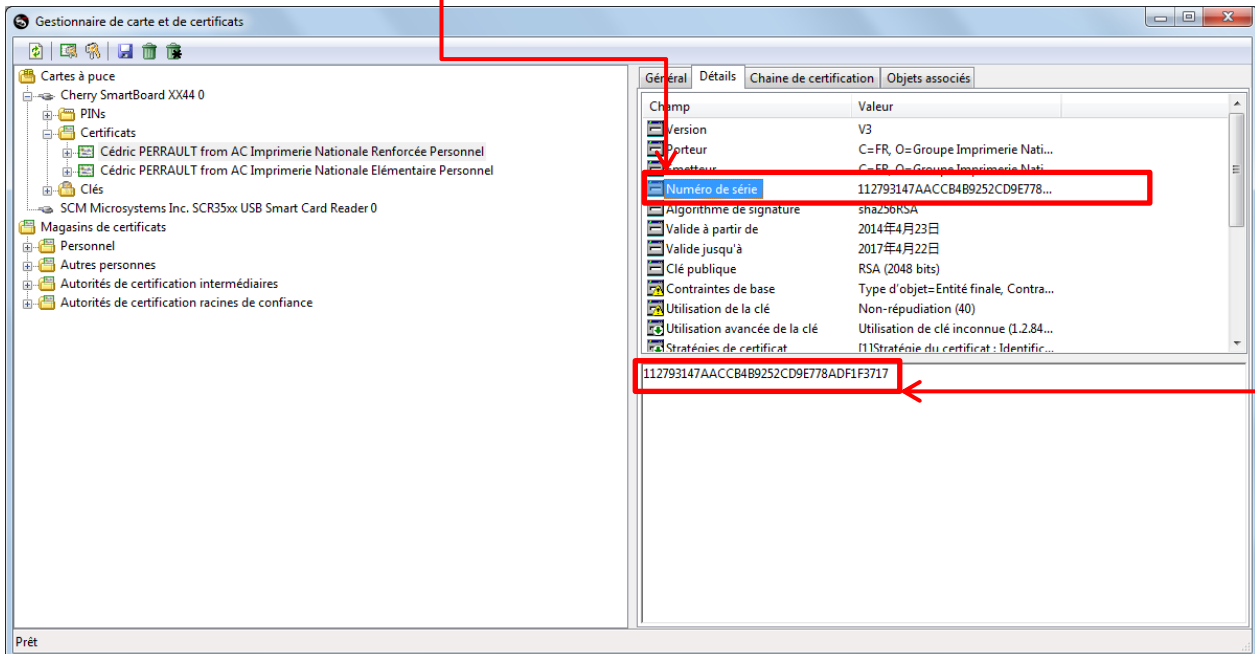 Gestionnaire de carte et de certificats
Cartes à puce
Cherry SmartBoard XX44 0
PINs
Certificats
Cédric PERRAULT from AC Imprimerie Nationale Renforcée Personnel
Cédric PERRAULT from AC Imprimerie Nationale Elémentaire Personnel
Clés
SCM Microsystems Inc. SCR35xx USB Smart Card Reader 0
Magasins de certificats
Personnel
Autres personnes
Autorités de certification intermédiaires
Autorités de certification racines de confiance
Général Détails Chaine de certification Objets associés
Champ Valeur
Version V3
Porteur C=FR, O=Groupe Imprimerie Nati...
Emetteur C=FR, O=Groupe Imprimerie Nati...
Numéro de série 112793147AACCB4B9252CD9E778...
Algorithme de signature sha256RSA
Valide à partir de 2014年4月23日
Valide jusqu'à 2017年4月22日
Clé publique RSA (2048 bits)
Contraintes de base Type d'objet=Entité finale, Contra...
Utilisation de la clé Non-répudiation (40)
Utilisation avancée de la clé Utilisation de clé inconnue (1.2.84...
Stratégies de certificat [1]Stratégie du certificat : Identific...
112793147AACCB4B9252CD9E778ADF1F3717
Prêt